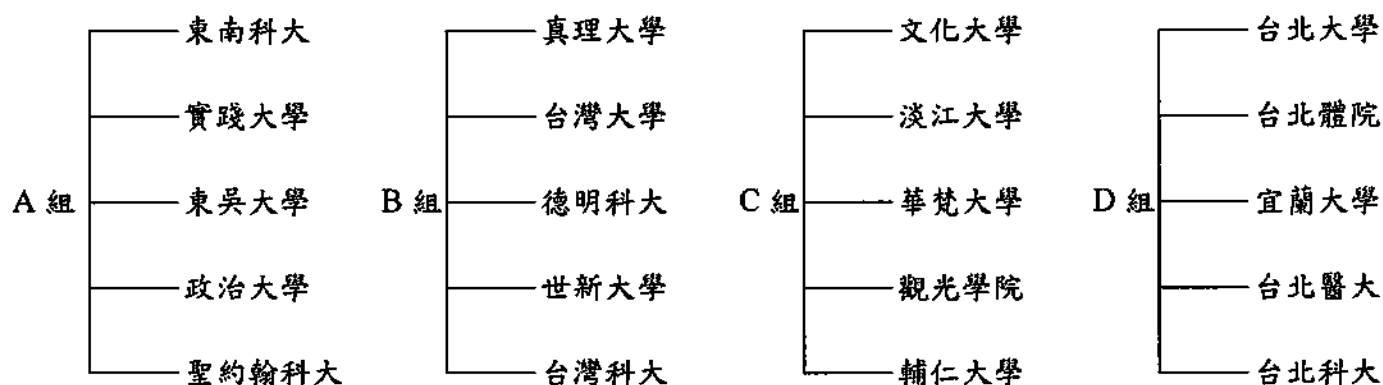 A組
東南科大
實踐大學
東吳大學
政治大學
聖約翰科大
B組
真理大學
台灣大學
德明科大
世新大學
台灣科大
C組
文化大學
淡江大學
華梵大學
觀光學院
輔仁大學
D組
台北大學
台北體院
宜蘭大學
台北醫大
台北科大